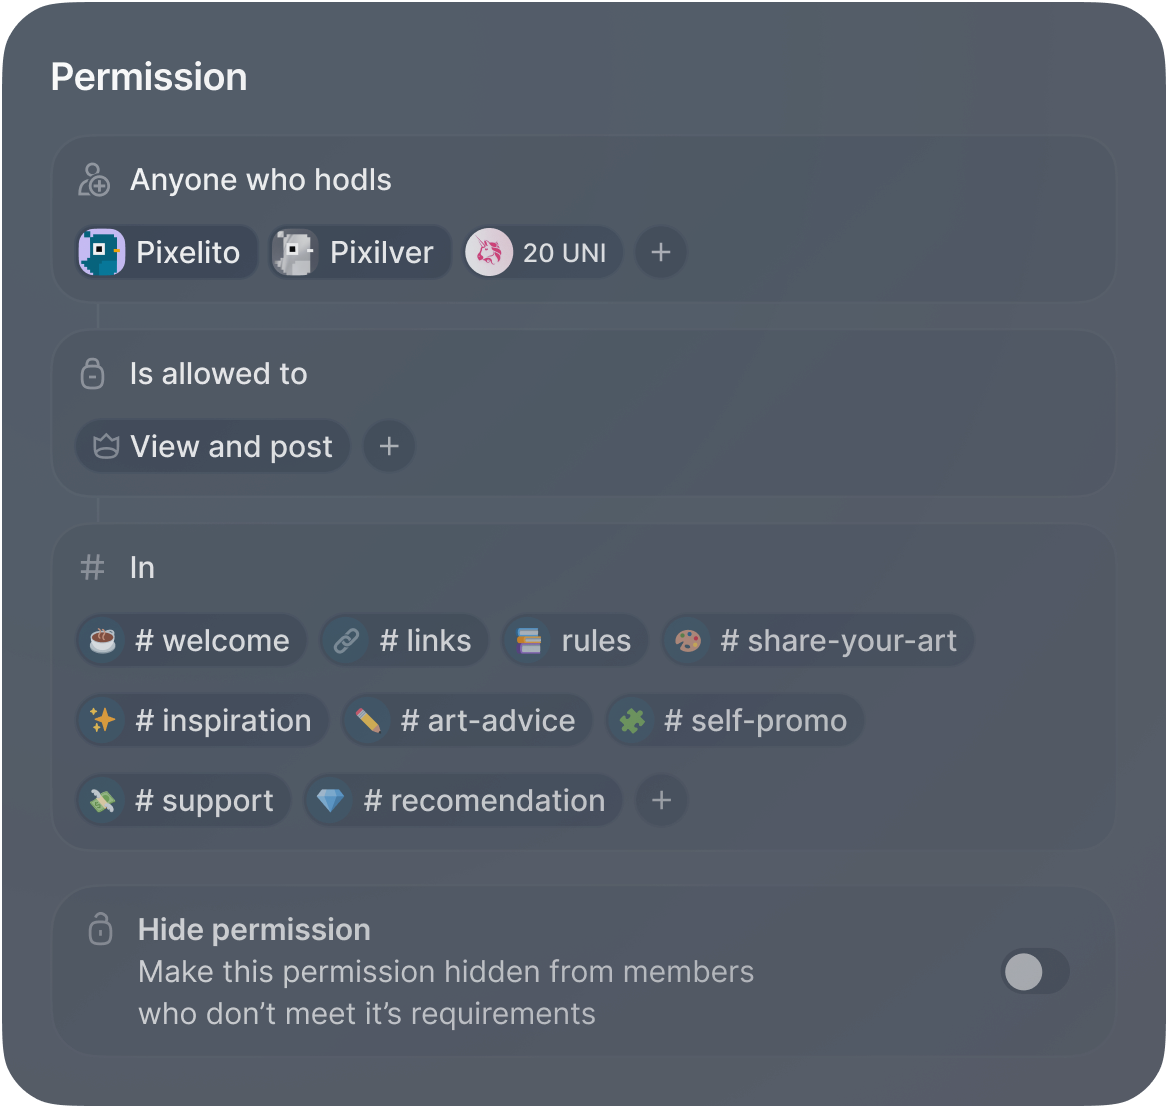 Permission
Anyone who hodls
Pixelito Pixilver 20 UNI +
Is allowed to
View and post +
# In
# welcome # links rules # share-your-art
# inspiration # art-advice # self-promo
# support # recomendation +
Hide permission
Make this permission hidden from members
who don’t meet it’s requirements